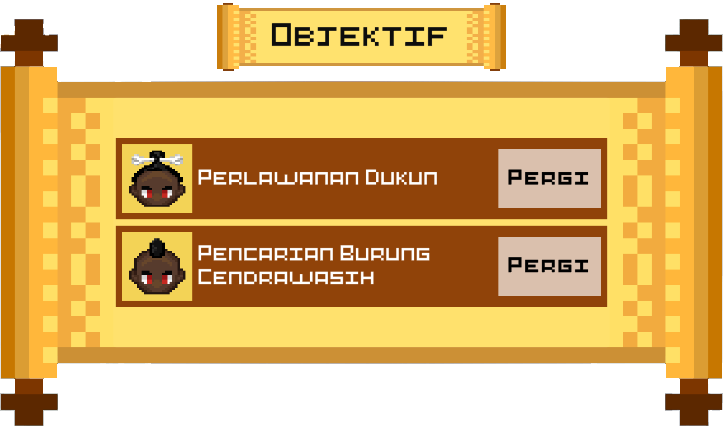 Objektif
Perlawanan Dukun
Pergi
Pencarian Burung
Cendrawasih
Pergi